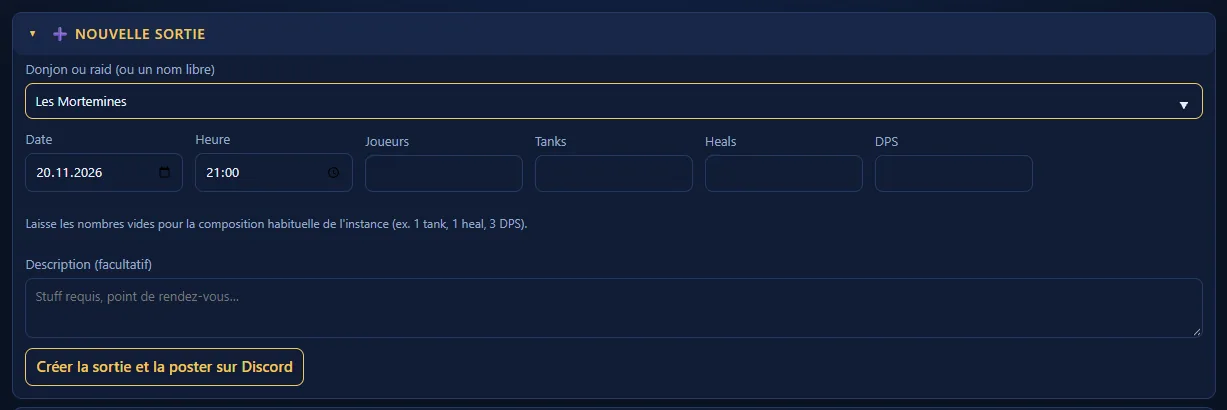 NOUVELLE SORTIE
Donjon ou raid (ou un nom libre)
Les Mortemines
Date Heure Joueurs Tanks Heals DPS
20.11.2026 21:00
Laisse les nombres vides pour la composition habituelle de l'instance (ex. 1 tank, 1 heal, 3 DPS).
Description (facultatif)
Stuff requis, point de rendez-vous...
Créer la sortie et la poster sur Discord